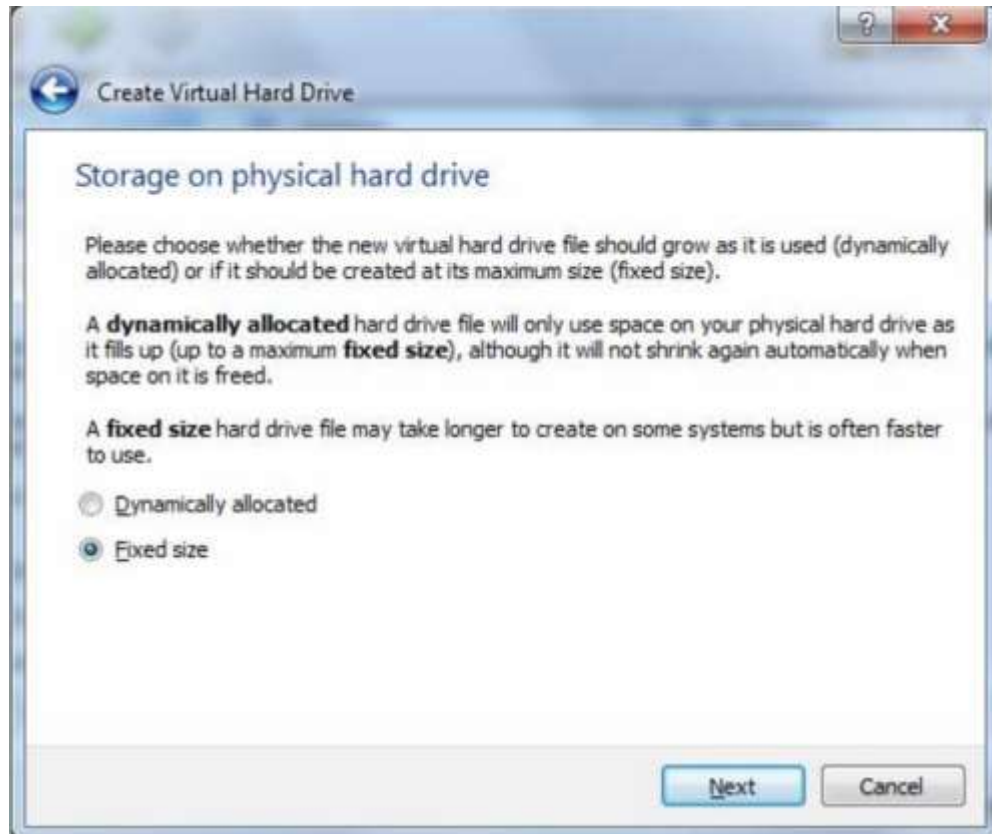 Create Virtual Hard Drive
Storage on physical hard drive
Please choose whether the new virtual hard drive file should grow as it is used (dynamically
allocated) or if it should be created at its maximum size (fixed size).
A dynamically allocated hard drive file will only use space on your physical hard drive as
it fills up (up to a maximum fixed size), although it will not shrink again automatically when
space on it is freed.
A fixed size hard drive file may take longer to create on some systems but is often faster
to use.
Dynamically allocated
Fixed size
Next
Cancel